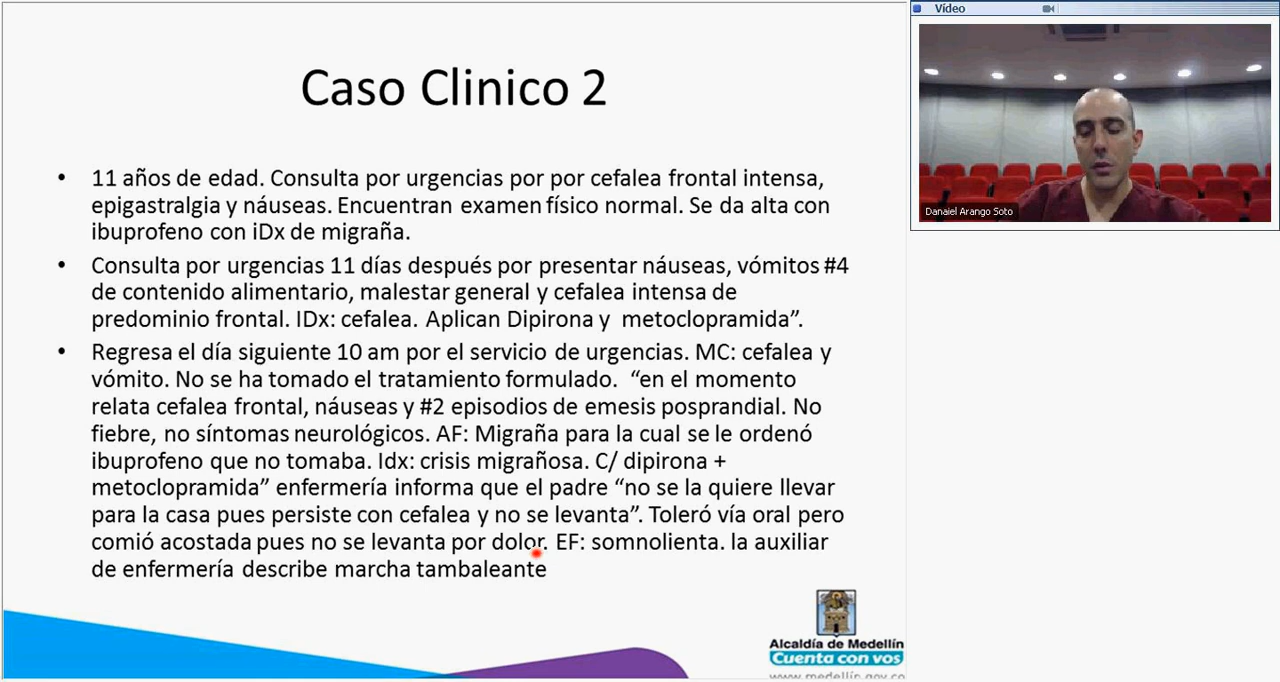 Caso Clinico 2
• 11 años de edad. Consulta por urgencias por por cefalea frontal intensa,
epigastralgia y náuseas. Encuentran examen físico normal. Se da alta con
ibuprofeno con iDx de migraña.
• Consulta por urgencias 11 días después por presentar náuseas, vómitos #4
de contenido alimentario, malestar general y cefalea intensa de
predominio frontal. IDx: cefalea. Aplican Dipirona y metoclopramida”.
• Regresa el día siguiente 10 am por el servicio de urgencias. MC: cefalea y
vómito. No se ha tomado el tratamiento formulado. “en el momento
relata cefalea frontal, náuseas y #2 episodios de emesis posprandial. No
fiebre, no síntomas neurológicos. AF: Migraña para la cual se le ordenó
ibuprofeno que no tomaba. Idx: crisis migrañosa. C/ dipirona +
metoclopramida” enfermería informa que el padre “no se la quiere llevar
para la casa pues persiste con cefalea y no se levanta”. Toleró vía oral pero
comió acostada pues no se levanta por dolor. EF: somnolienta. la auxiliar
de enfermería describe marcha tambaleante
Alcaldía de Medellín
Cuenta con vos
www.medellín.gov.co
Vídeo
Danaiel Arango Soto